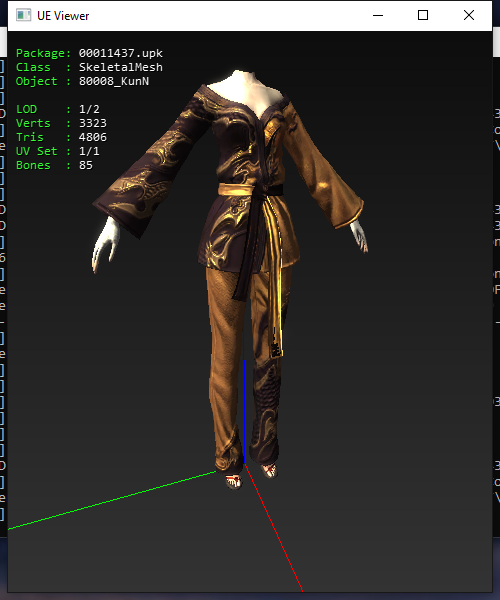 UE Viewer
Package: 00011437.upk
Class : SkeletalMesh
Object : 80008_KunN
LOD : 1/2
Verts : 3323
Tris : 4806
UV Set : 1/1
Bones : 85